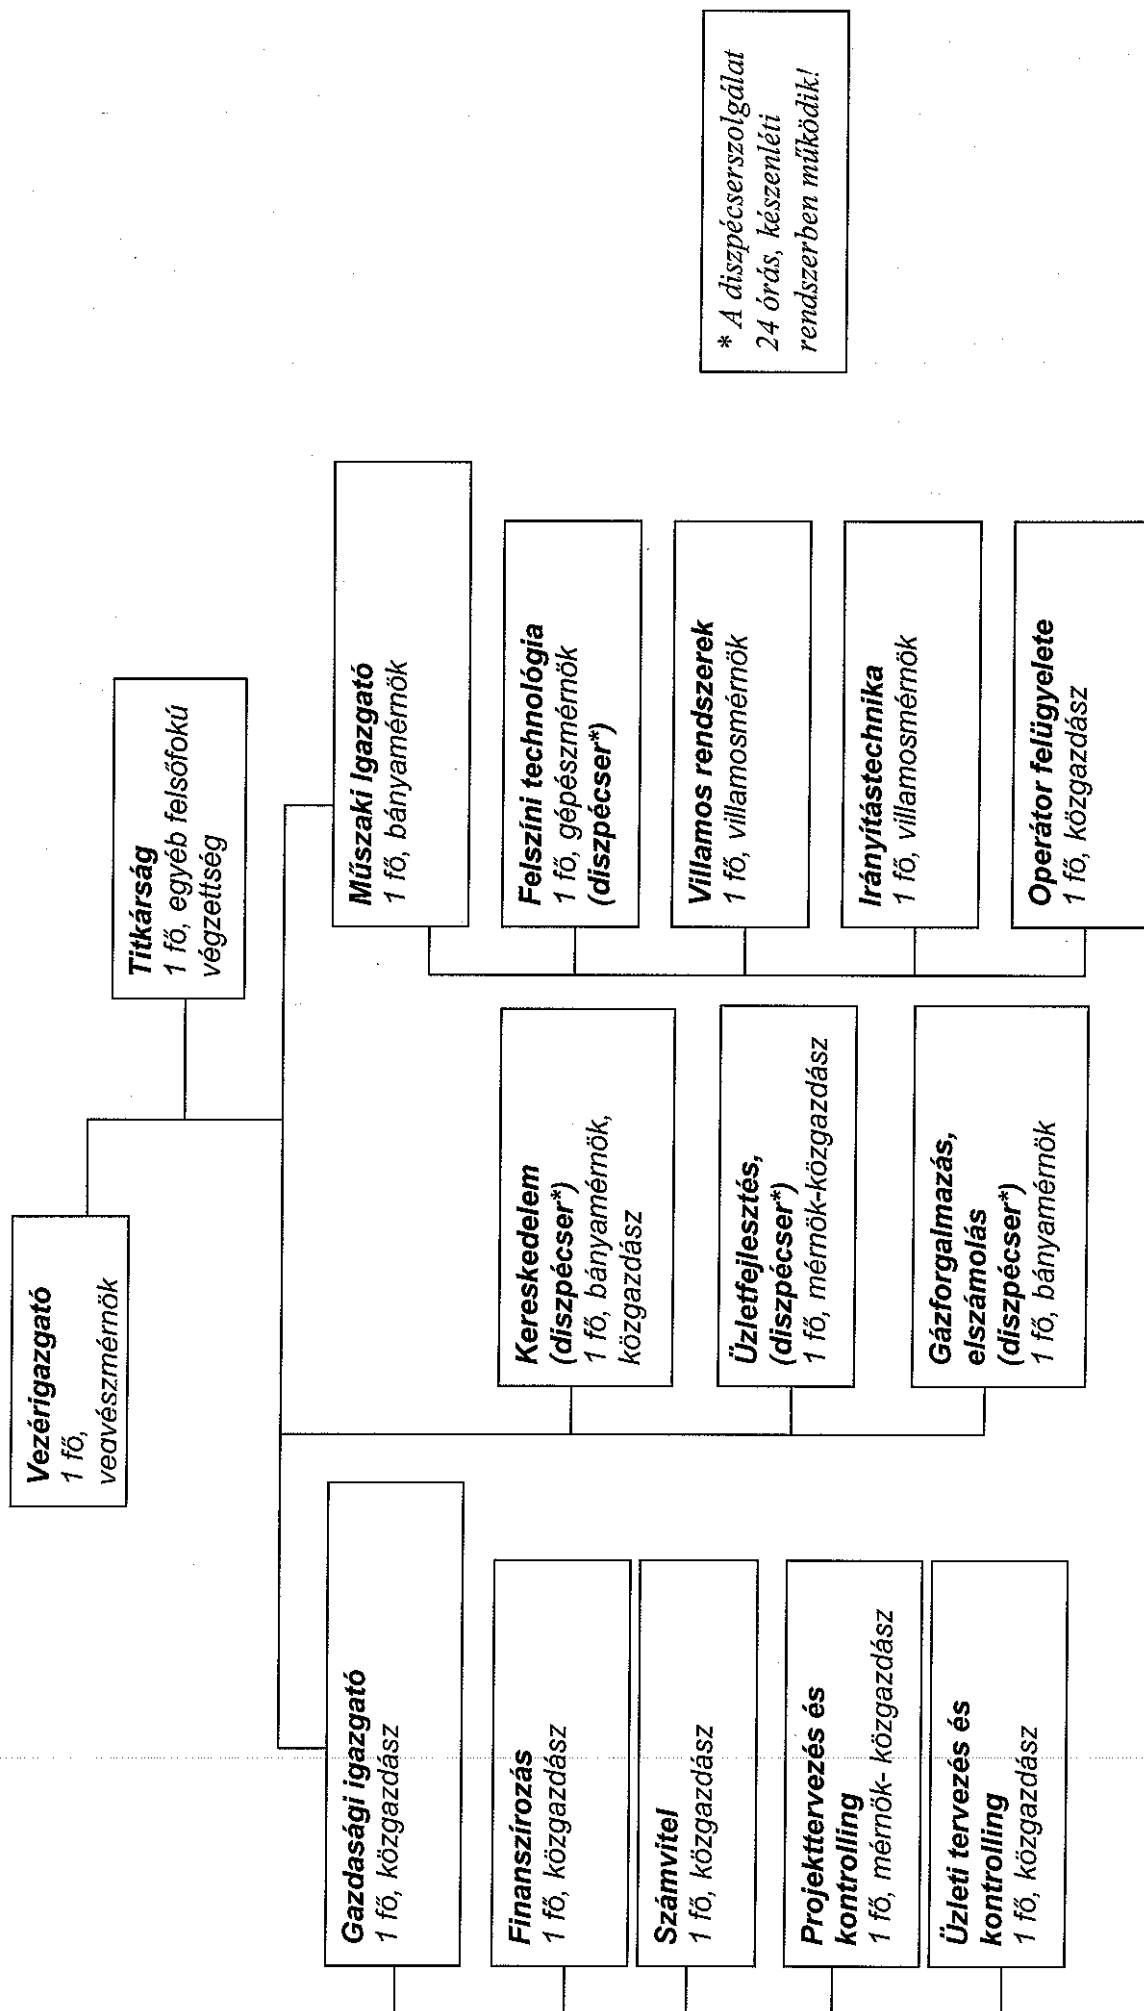 Vezérigazgató
1 fő,
vegyészmérnök
Titkárság
1 fő, egyéb felsőfokú
végzettség
Gazdasági igazgató
1 fő, közgazdász
Finanszírozás
1 fő, közgazdász
Számvitel
1 fő, közgazdász
Projekttervezés és
kontrolling
1 fő, mérnök- közgazdász
Üzleti tervezés és
kontrolling
1 fő, közgazdász
Kereskedelem
(diszpécser*)
1 fő, bányamérnök,
közgazdász
Üzletfejlesztés,
(diszpécser*)
1 fő, mérnök-közgazdász
Gázforgalmazás,
elszámolás
(diszpécser*)
1 fő, bányamérnök
Műszaki Igazgató
1 fő, bányamérnök
Felszíni technológia
1 fő, gépészmérnök
(diszpécser*)
Villamos rendszerek
1 fő, villamosmérnök
Irányítástechnika
1 fő, villamosmérnök
Operátor felügyelete
1 fő, közgazdász
* A diszpécserszolgálat
24 órás, készenléti
rendszerben működik!